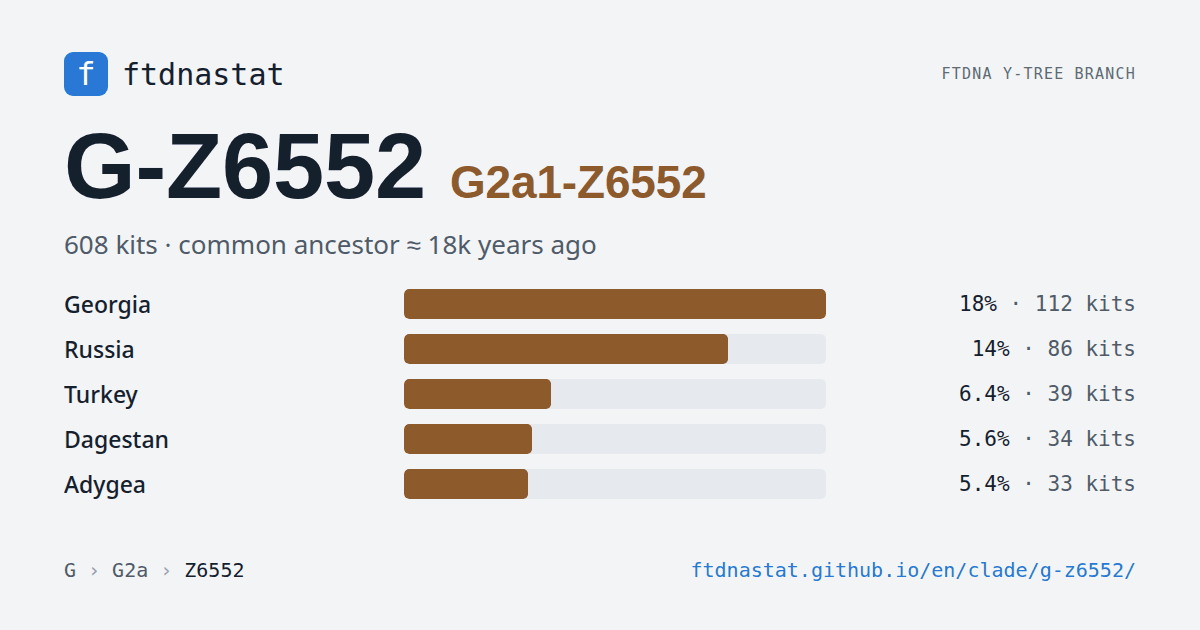 f ftdnastat
FTDNA Y-TREE BRANCH
G-Z6552 G2a1-Z6552
608 kits · common ancestor ≈ 18k years ago
Georgia 18% · 112 kits
Russia 14% · 86 kits
Turkey 6.4% · 39 kits
Dagestan 5.6% · 34 kits
Adygea 5.4% · 33 kits
G › G2a › Z6552
ftdnastat.github.io/en/clade/g-z6552/